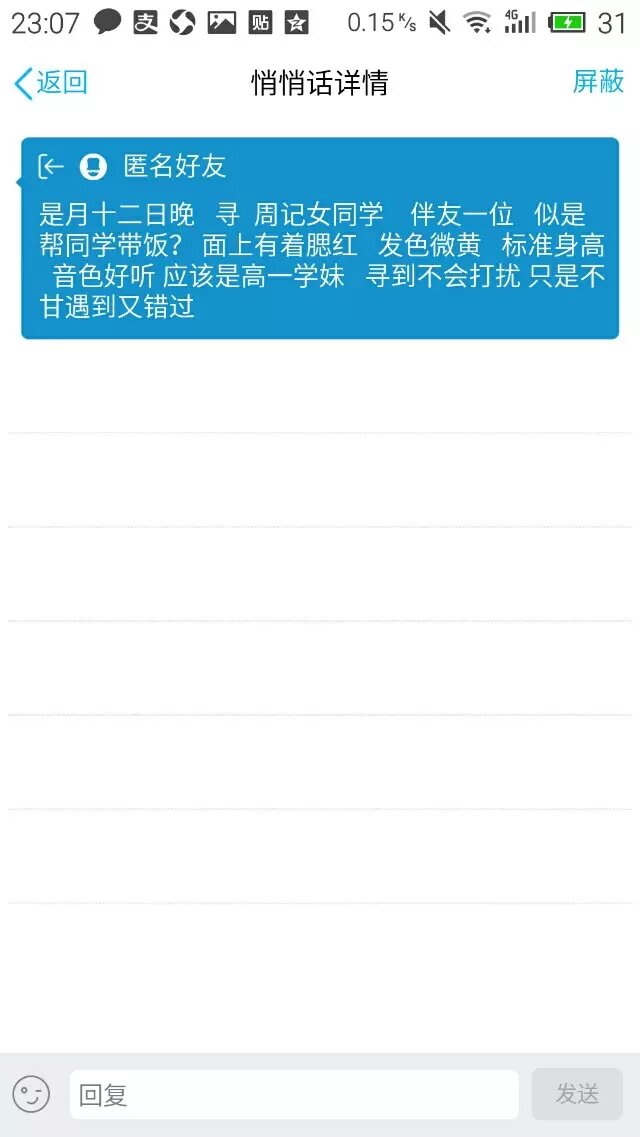 23:07 支 贴 0.15 K/s 4G 31
返回 悄悄话详情 屏蔽
匿名好友
是月十二日晚 寻 周记女同学 伴友一位 似是
帮同学带饭？ 面上有着腮红 发色微黄 标准身高
音色好听 应该是高一学妹 寻到不会打扰 只是不
甘遇到又错过
回复 发送